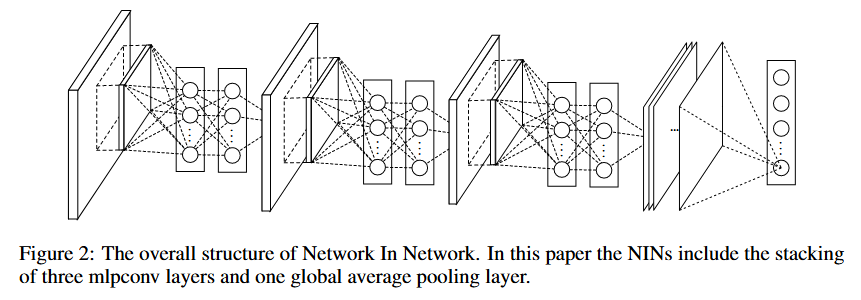 ...
Figure 2: The overall structure of Network In Network. In this paper the NINs include the stacking
of three mlpconv layers and one global average pooling layer.